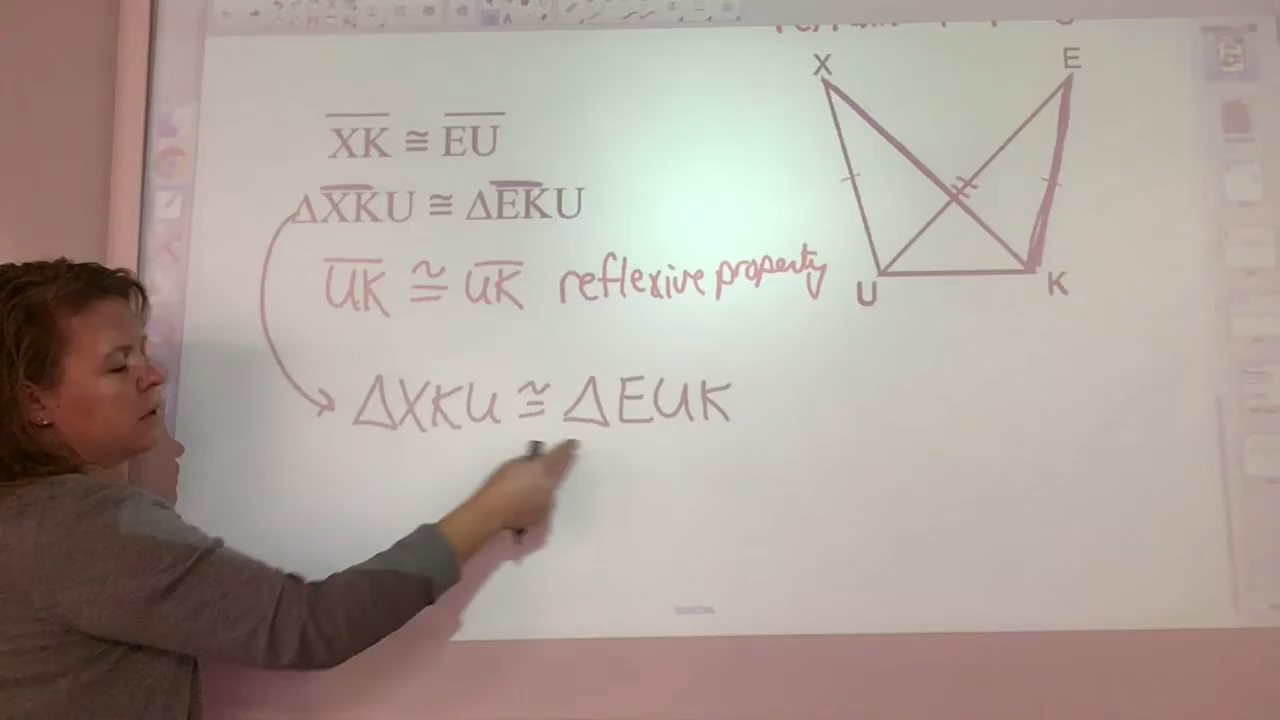 X E
XK ≅ EU
ΔXKU ≅ ΔEKU
UK ≅ UK reflexive property
U K
ΔXKU ≅ ΔEUK